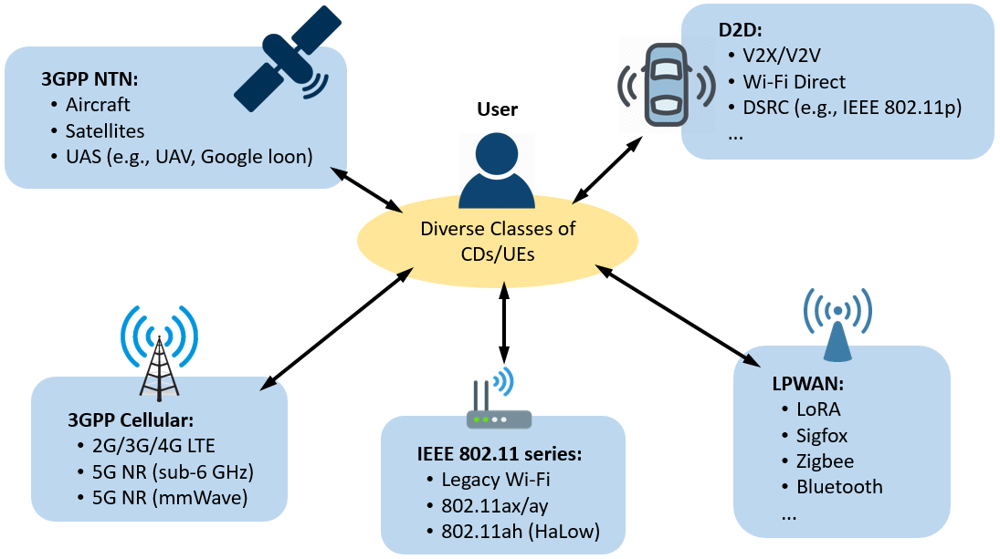 3GPP NTN:
• Aircraft
• Satellites
• UAS (e.g., UAV, Google loon)
D2D:
• V2X/V2V
• Wi-Fi Direct
• DSRC (e.g., IEEE 802.11p)
...
User
Diverse Classes of
CDs/UEs
3GPP Cellular:
• 2G/3G/4G LTE
• 5G NR (sub-6 GHz)
• 5G NR (mmWave)
IEEE 802.11 series:
• Legacy Wi-Fi
• 802.11ax/ay
• 802.11ah (HaLow)
LPWAN:
• LoRA
• Sigfox
• Zigbee
• Bluetooth
...